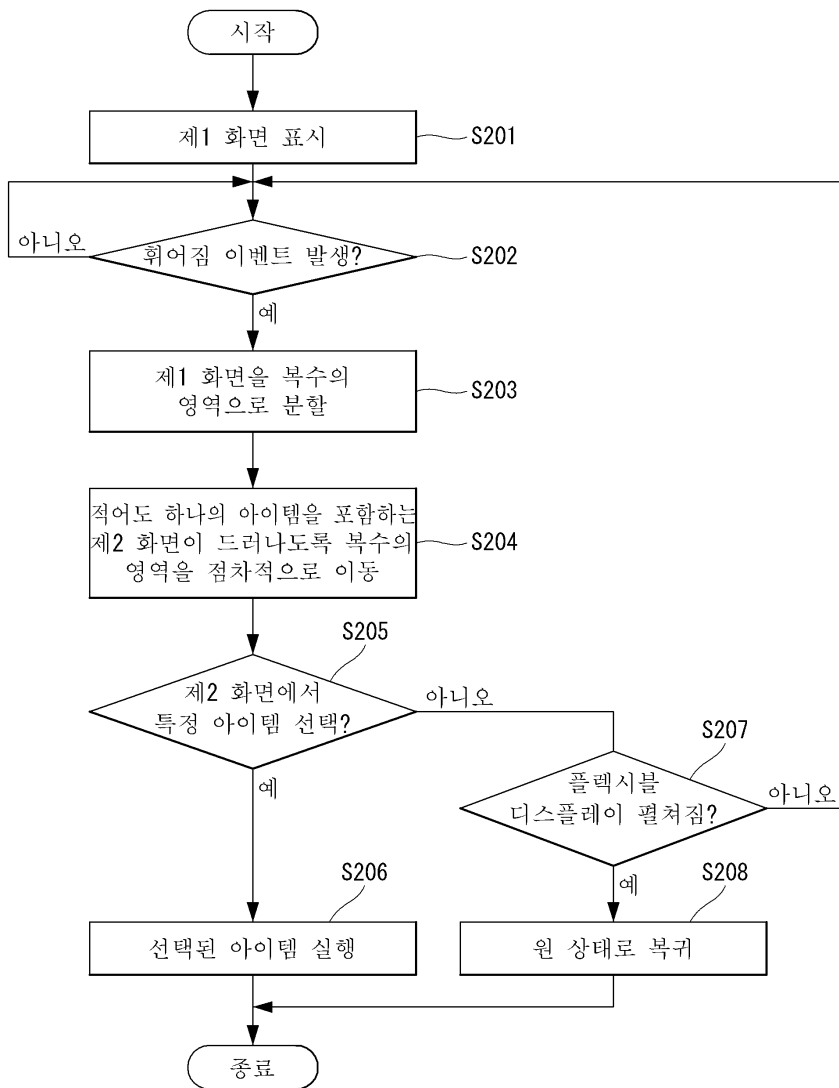 시작
제1 화면 표시
S201
아니오
휘어짐 이벤트 발생?
S202
예
제1 화면을 복수의
영역으로 분할
S203
적어도 하나의 아이템을 포함하는
제2 화면이 드러나도록 복수의
영역을 점차적으로 이동
S204
S205
제2 화면에서
특정 아이템 선택?
아니오
예
S207
플렉시블
디스플레이 펼쳐짐?
아니오
예
S206
선택된 아이템 실행
S208
원 상태로 복귀
종료